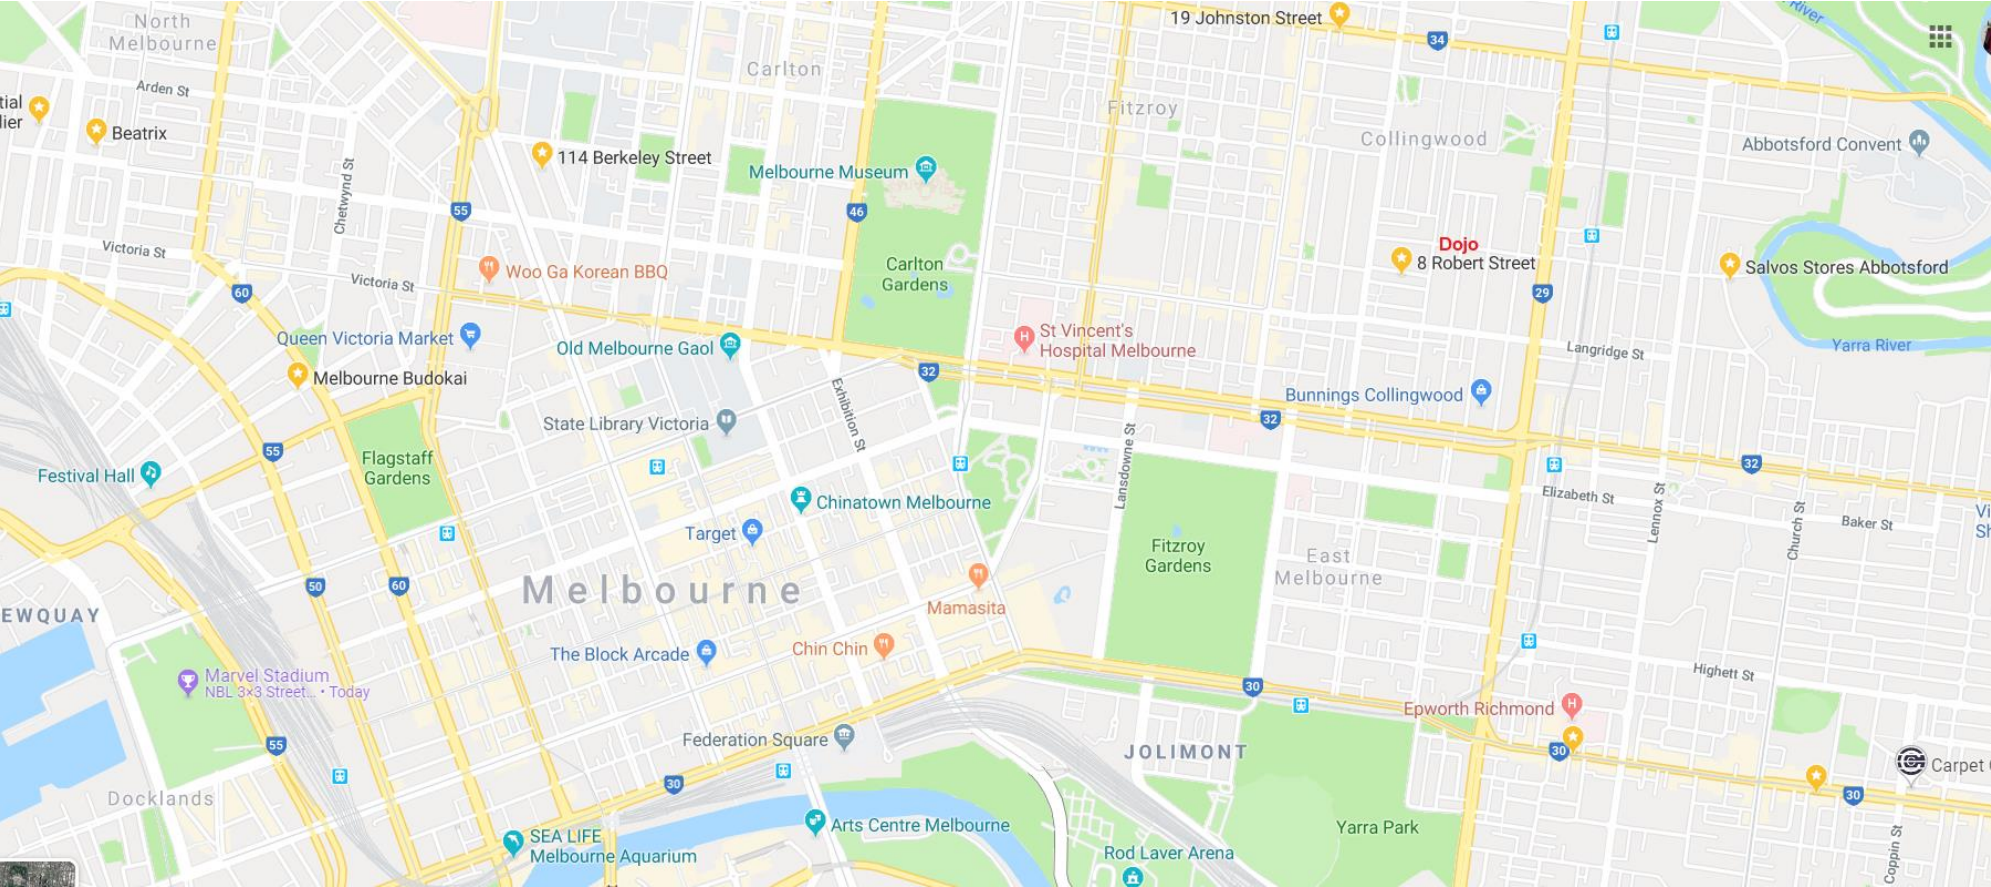 River
19 Johnston Street
North
Melbourne
34
Carlton
Arden St
Fitzroy
tial
lier
Beatrix
Collingwood
Abbotsford Convent
114 Berkeley Street
Melbourne Museum
Chetwynd St
55
46
Victoria St
Dojo
8 Robert Street
Salvos Stores Abbotsford
Woo Ga Korean BBQ
Carlton
Gardens
Victoria St
60
29
St Vincent's
Hospital Melbourne
Queen Victoria Market
Old Melbourne Gaol
Langridge St
Yarra River
Melbourne Budokai
32
Exhibition St
Bunnings Collingwood
State Library Victoria
32
55
Flagstaff
Gardens
Lansdowne St
32
Festival Hall
Chinatown Melbourne
Elizabeth St
Lennox St
Church St
Baker St
Vi
Sh
Target
Fitzroy
Gardens
East
Melbourne
50
60
Melbourne
Mamasita
EWQUAY
The Block Arcade
Chin Chin
Marvel Stadium
NBL 3×3 Street... • Today
Highett St
30
Epworth Richmond
Federation Square
55
JOLIMONT
30
Carpet
30
30
Docklands
SEA LIFE
Melbourne Aquarium
Arts Centre Melbourne
Yarra Park
Rod Laver Arena
Coppin St